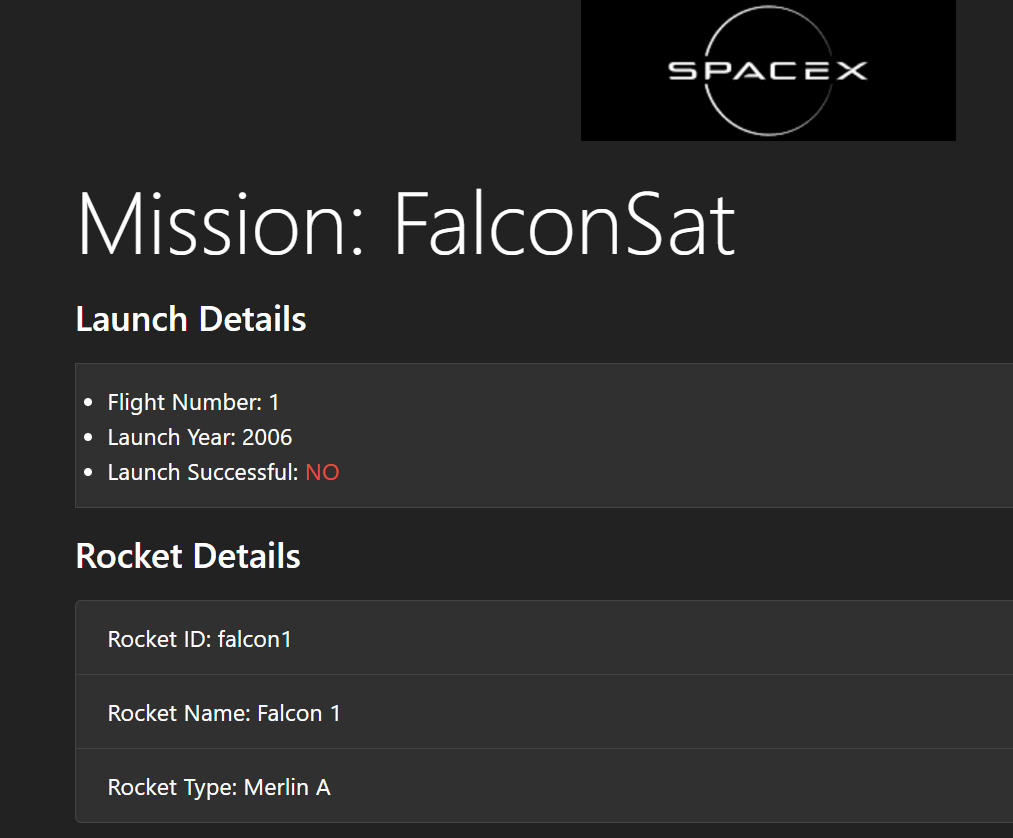 SPACEX
Mission: FalconSat
Launch Details
Flight Number: 1
Launch Year: 2006
Launch Successful: NO
Rocket Details
Rocket ID: falcon1
Rocket Name: Falcon 1
Rocket Type: Merlin A